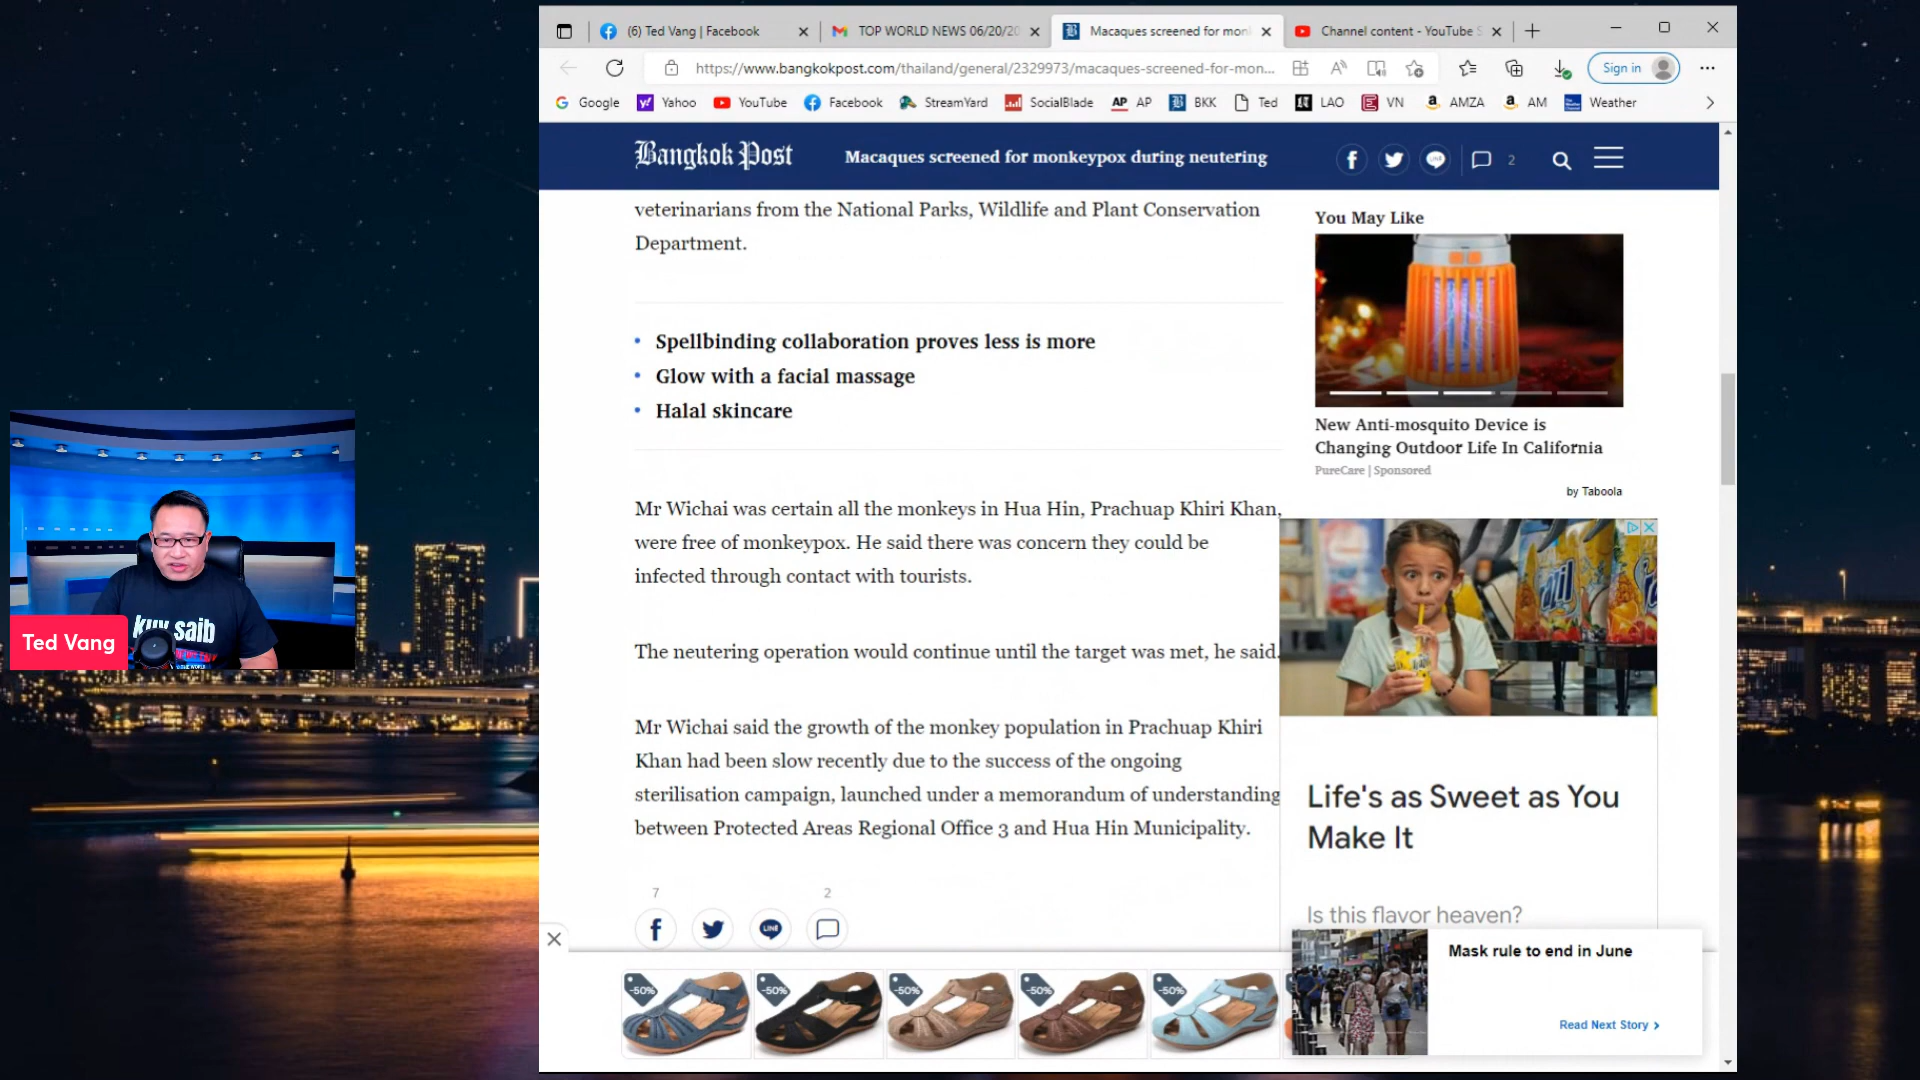 (6) Ted Vang | Facebook
TOP WORLD NEWS 06/20/20
Macaques screened for mon
Channel content - YouTube S
https://www.bangkokpost.com/thailand/general/2329973/macaques-screened-for-mon...
Sign in
Google
Yahoo
YouTube
Facebook
StreamYard
SocialBlade
AP AP
BKK
Ted
LAO
VN
AMZA
AM
Weather
Bangkok Post
Macaques screened for monkeypox during neutering
2
veterinarians from the National Parks, Wildlife and Plant Conservation
Department.
Spellbinding collaboration proves less is more
Glow with a facial massage
Halal skincare
Mr Wichai was certain all the monkeys in Hua Hin, Prachuap Khiri Khan,
were free of monkeypox. He said there was concern they could be
infected through contact with tourists.
The neutering operation would continue until the target was met, he said.
Mr Wichai said the growth of the monkey population in Prachuap Khiri
Khan had been slow recently due to the success of the ongoing
sterilisation campaign, launched under a memorandum of understanding
between Protected Areas Regional Office 3 and Hua Hin Municipality.
7
2
LINE
You May Like
New Anti-mosquito Device is
Changing Outdoor Life In California
PureCare | Sponsored
by Taboola
Life's as Sweet as You
Make It
Is this flavor heaven?
Mask rule to end in June
Read Next Story
-50%
-50%
-50%
-50%
-50%
kuv saib
Ted Vang